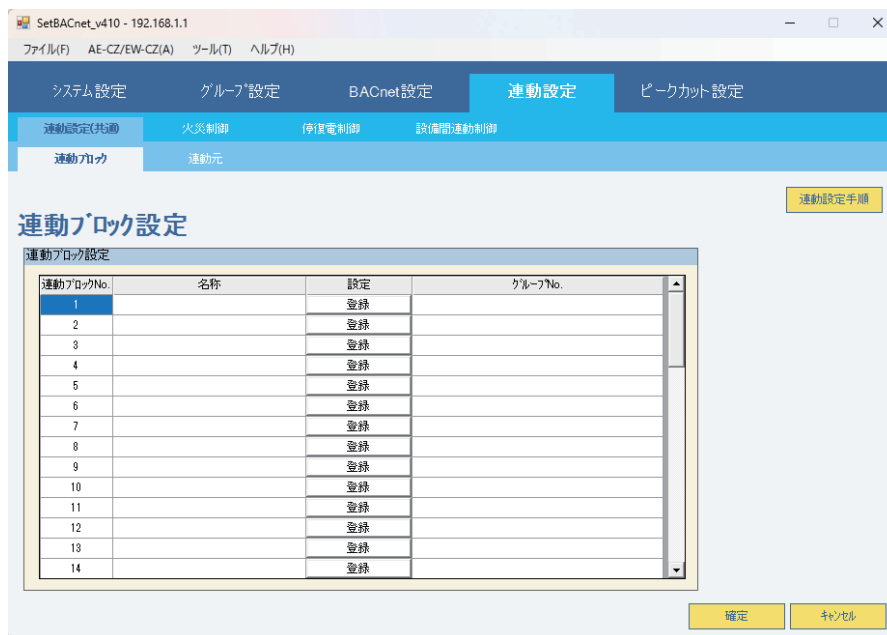 SetBACnet_v410 - 192.168.1.1
ファイル(F) AE-CZ/EW-CZ(A) ツール(T) ヘルプ(H)
システム設定 グループ設定 BACnet設定 連動設定 ピークカット設定
連動設定(共通) 火災制御 停復電制御 設備間連動制御
連動ブロック 連動元
連動設定手順
連動ブロック設定
連動ブロック設定
連動ブロックNo. 名称 設定 グループNo.
1 登録
2 登録
3 登録
4 登録
5 登録
6 登録
7 登録
8 登録
9 登録
10 登録
11 登録
12 登録
13 登録
14 登録
確定 キャンセル